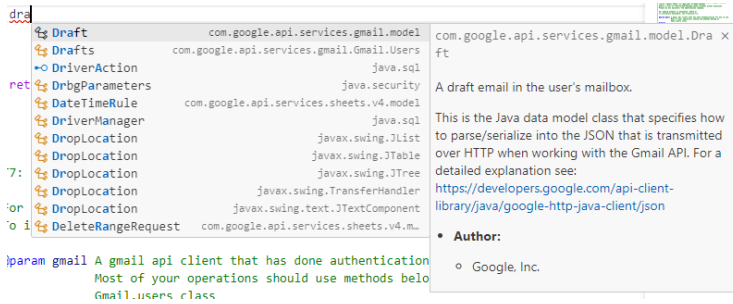 dra
Draft com.google.api.services.gmail.model
Drafts com.google.api.services.gmail.Gmail.Users
DriverAction java.sql
DrbgParameters java.security
DateTimeRule com.google.api.services.sheets.v4.model
DriverManager java.sql
DropLocation javax.swing.JList
DropLocation javax.swing.JTable
DropLocation javax.swing.JTree
DropLocation javax.swing.TransferHandler
DropLocation javax.swing.text.JTextComponent
DeleteRangeRequest com.google.api.services.sheets.v4.m…
ret
7:
For
To i
@param gmail A gmail api client that has done authentication
Most of your operations should use methods belo
Gmail.users class
com.google.api.services.gmail.model.Dra
ft
A draft email in the user's mailbox.
This is the Java data model class that specifies how
to parse/serialize into the JSON that is transmitted
over HTTP when working with the Gmail API. For a
detailed explanation see:
https://developers.google.com/api-client-
library/java/google-http-java-client/json
• Author:
○ Google, Inc.